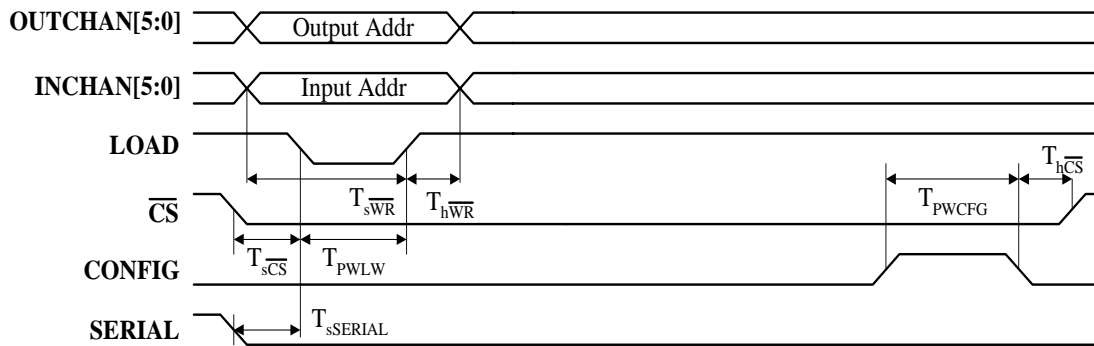 OUTCHAN[5:0] Output Addr
INCHAN[5:0] Input Addr
LOAD
T_hCS̅
T_sWR̅ T_hWR̅ T_PWCFG
CS̅
T_sCS̅ T_PWLW
CONFIG
T_sSERIAL
SERIAL